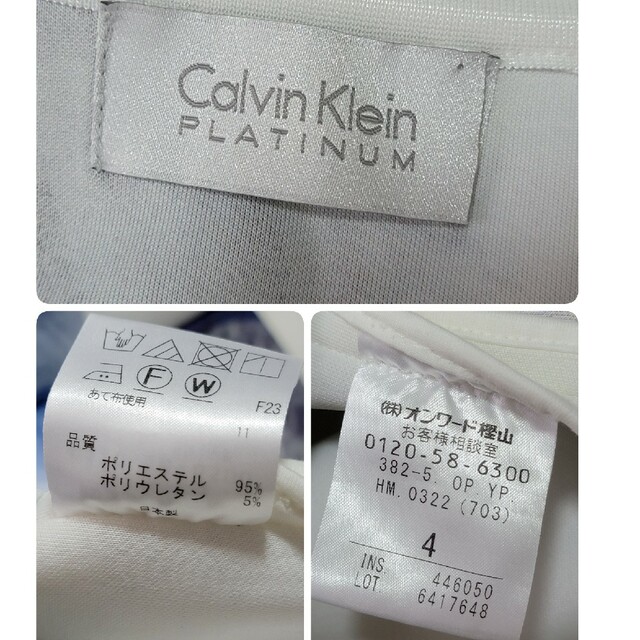 Calvin Klein
PLATINUM
F W
あて布使用
F23
11
品質
ポリエステル 95%
ポリウレタン 5%
日本製
㈱オンワード樫山
お客様相談室
0120-58-6300
382-5. OP YP
HM. 0322 (703)
4
INS. 446050
LOT 6417648